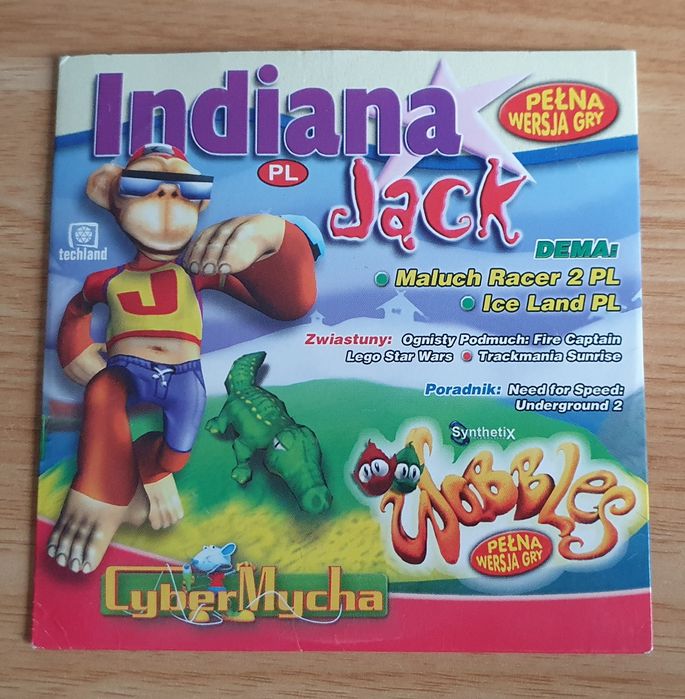 Indiana
PEŁNA
WERSJA GRY
PL
Jąck
techland
J
DEMA:
Maluch Racer 2 PL
Ice Land PL
Zwiastuny: Ognisty Podmuch: Fire Captain
Lego Star Wars • Trackmania Sunrise
Poradnik: Need for Speed:
Underground 2
SynthetiX
Wobbles
PEŁNA
WERSJA GRY
CyberMycha